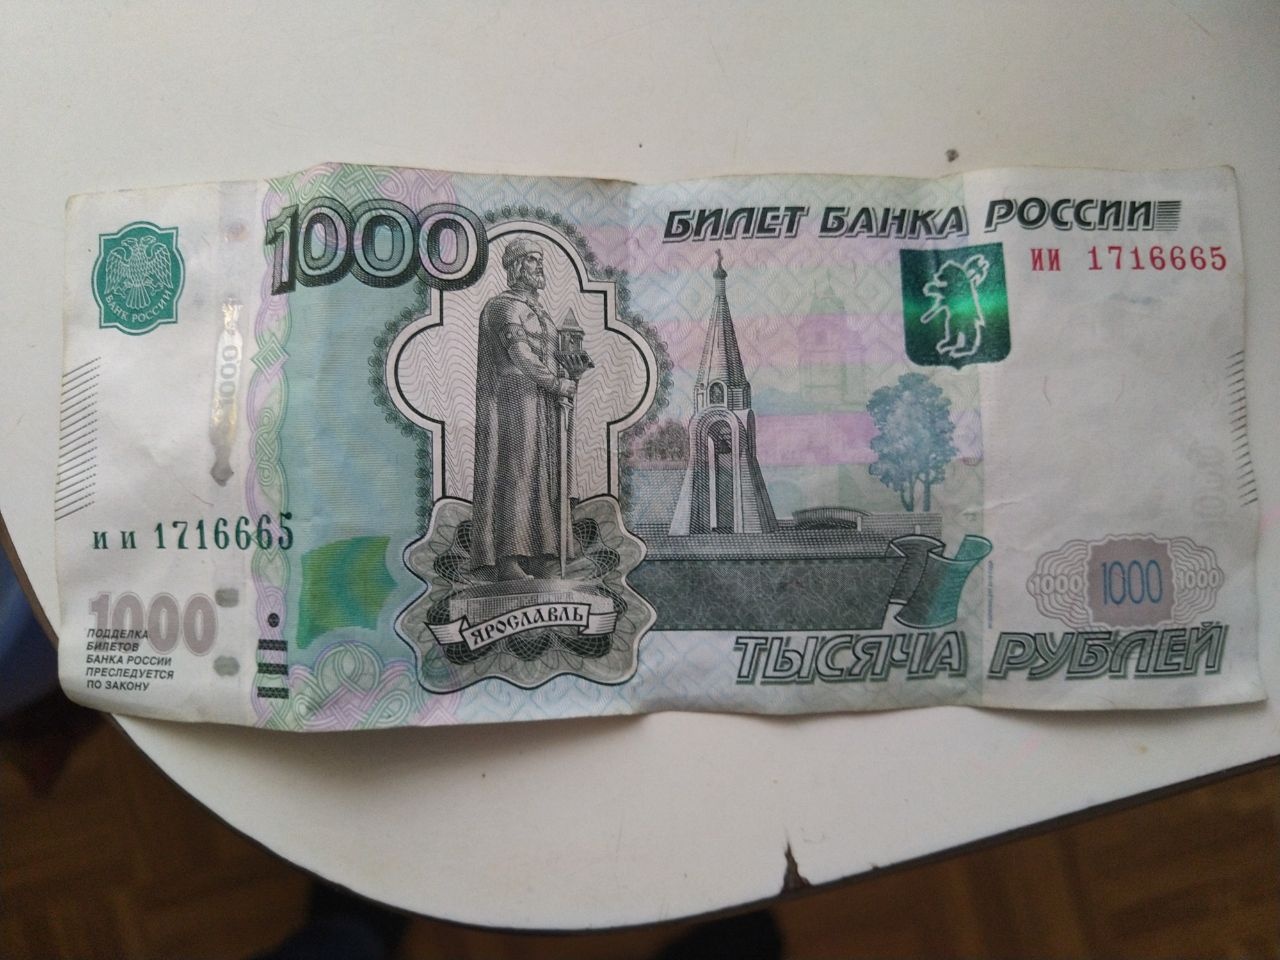 БАНК РОССИИ
1000
1000
БИЛЕТ БАНКА РОССИИ
ИИ 1716665
ИИ 1716665
1000
ПОДДЕЛКА
БИЛЕТОВ
БАНКА РОССИИ
ПРЕСЛЕДУЕТСЯ
ПО ЗАКОНУ
ЯРОСЛАВЛЬ
1000 1000 1000
ТЫСЯЧА РУБЛЕЙ